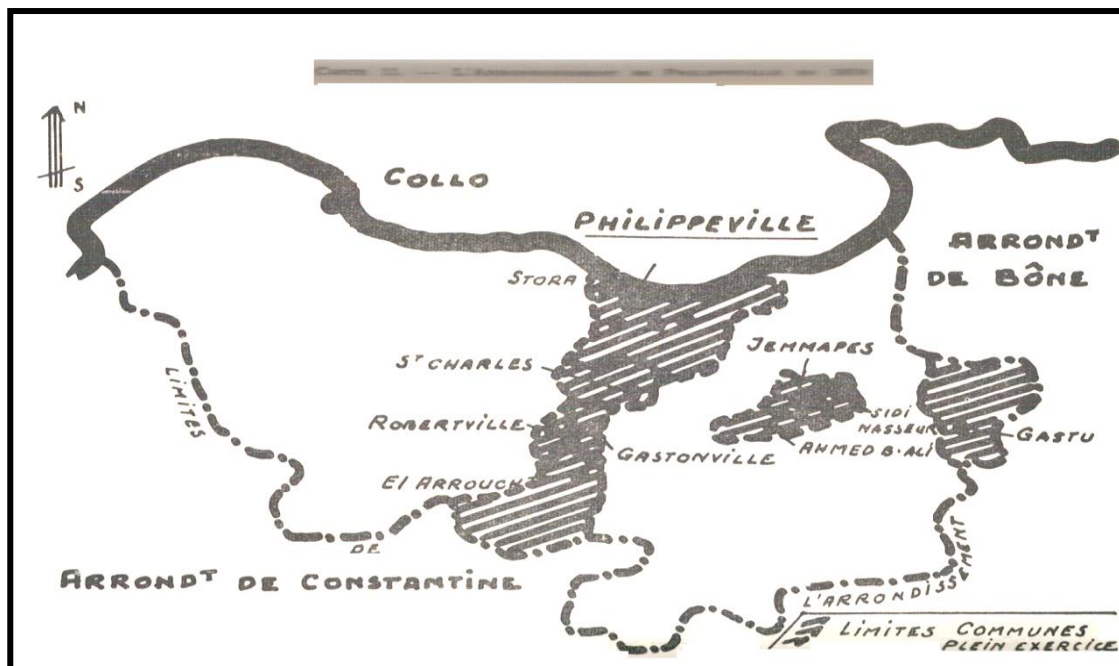 N
S
COLLO
PHILIPPEVILLE
ARRONDT
DE BÔNE
STORA
JEMMAPES
ST CHARLES
LIMITES
SIDI
NASSEUR
ROBERTVILLE
AHMED B. ALI
GASTU
GASTONVILLE
El ARROUCH
DE
ARRONDT DE CONSTANTINE
L'ARRONDISSEMENT
LIMITES COMMUNES
PLEIN EXERCICE